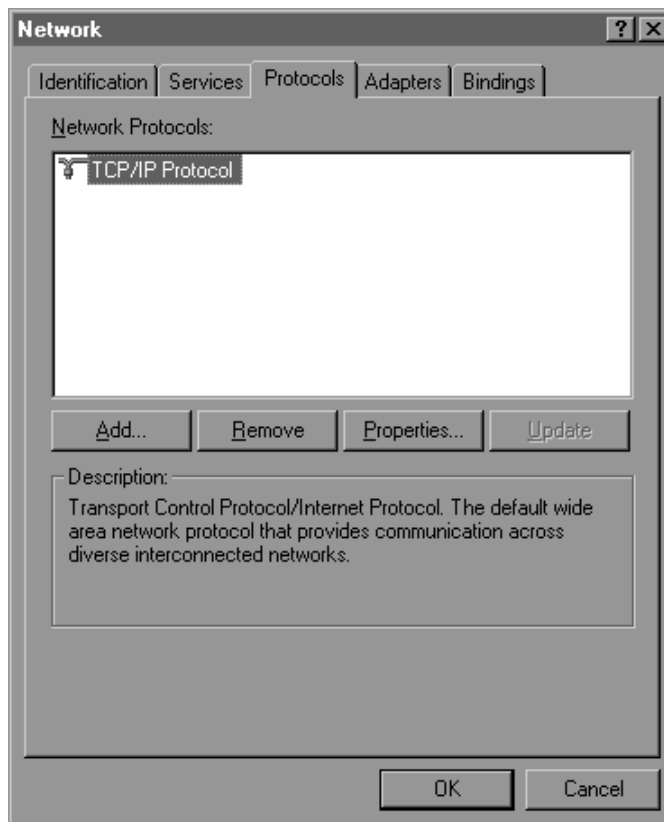 Network
Identification Services Protocols Adapters Bindings
Network Protocols:
TCP/IP Protocol
Add... Remove Properties... Update
Description:
Transport Control Protocol/Internet Protocol. The default wide
area network protocol that provides communication across
diverse interconnected networks.
OK Cancel